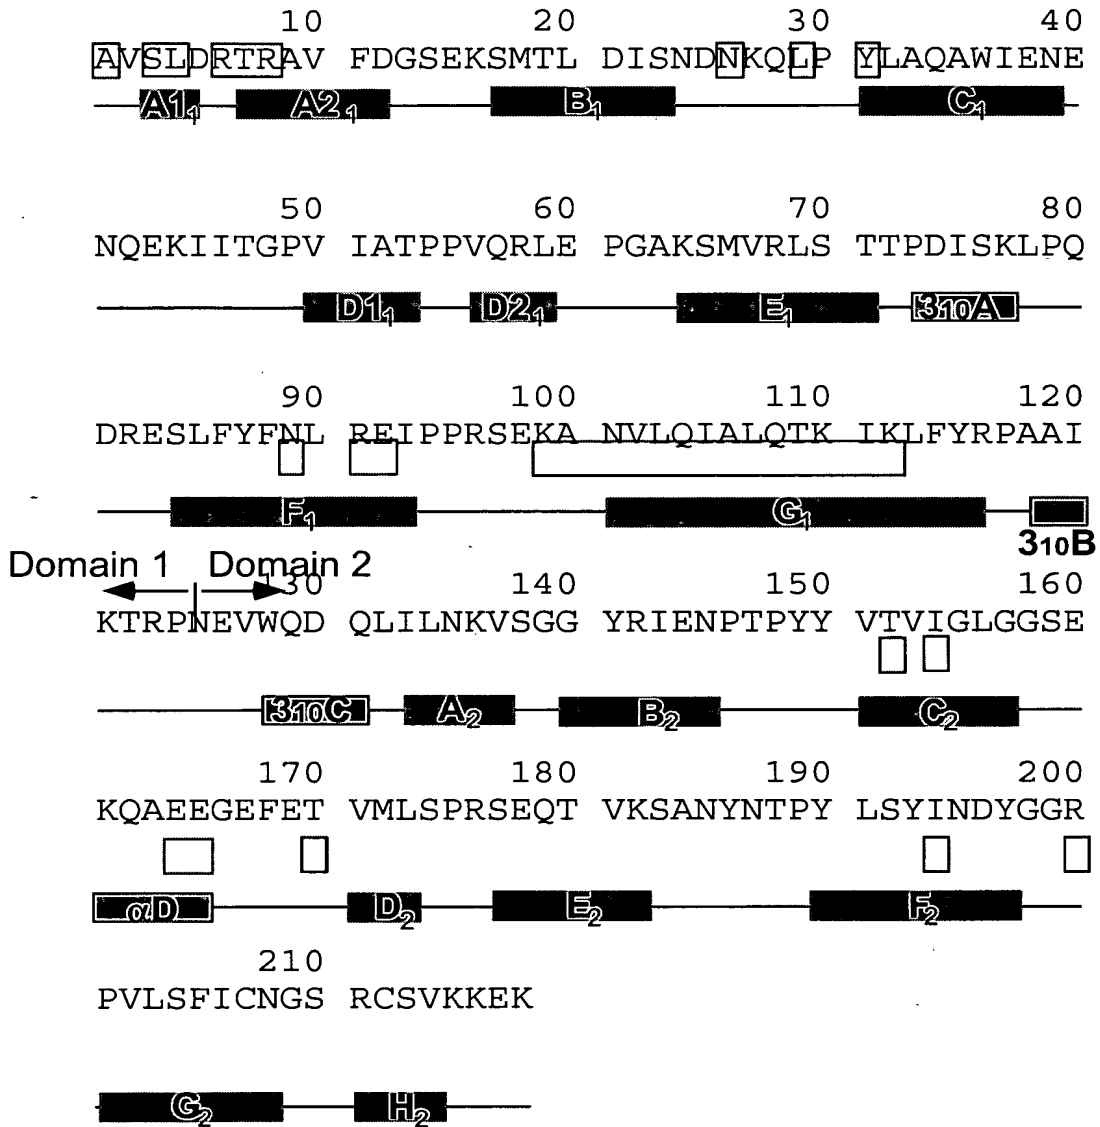 10 20 30 40
AVSLDRTRAV FDGSEKSMTL DISNDNKQLP YLAQAWIENE
A1₁ A2₁ B₁ C₁
50 60 70 80
NQEKIITGPV IATPPVQRLE PGAKSMVRLS TTPDISKLPQ
D1₁ D2₁ E₁ 3₁₀A
90 100 110 120
DRESLFYFNL REIPPRSEKA NVLQIALQTK IKLFYRPAAI
F₁ G₁
3₁₀B
Domain 1 Domain 2 130 140 150 160
KTRPNEVWQD QLILNKVSGG YRIENPTPYY VTVIGLGGSE
3₁₀C A₂ B₂ C₂
170 180 190 200
KQAEEGEFET VMLSPRSEQT VKSANYNTPY LSYINDYGGR
αD D₂ E₂ F₂
210
PVLSFICNGS RCSVKKEK
G₂ H₂